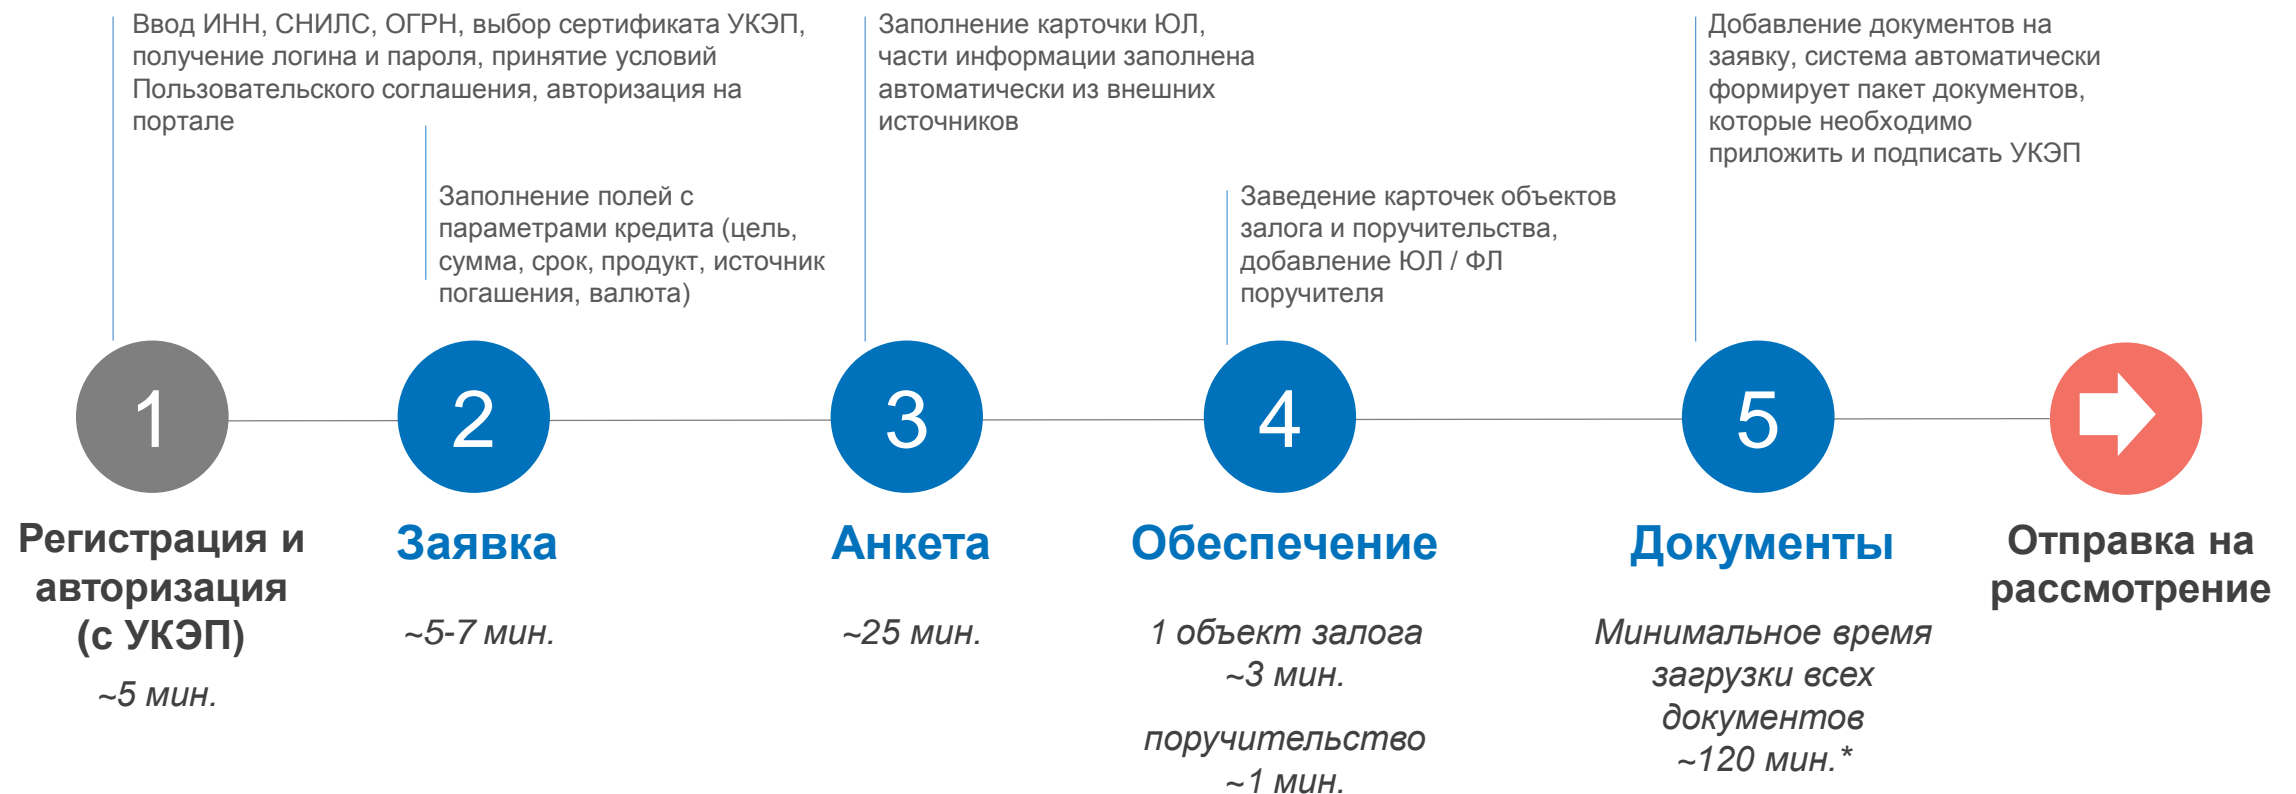 Ввод ИНН, СНИЛС, ОГРН, выбор сертификата УКЭП,
получение логина и пароля, принятие условий
Пользовательского соглашения, авторизация на
портале
Заполнение полей с
параметрами кредита (цель,
сумма, срок, продукт, источник
погашения, валюта)
Заполнение карточки ЮЛ,
части информации заполнена
автоматически из внешних
источников
Заведение карточек объектов
залога и поручительства,
добавление ЮЛ / ФЛ
поручителя
Добавление документов на
заявку, система автоматически
формирует пакет документов,
которые необходимо
приложить и подписать УКЭП
1
2
3
4
5
Регистрация и
авторизация
(с УКЭП)
~5 мин.
Заявка
~5-7 мин.
Анкета
~25 мин.
Обеспечение
1 объект залога
~3 мин.
поручительство
~1 мин.
Документы
Минимальное время
загрузки всех
документов
~120 мин.*
Отправка на
рассмотрение